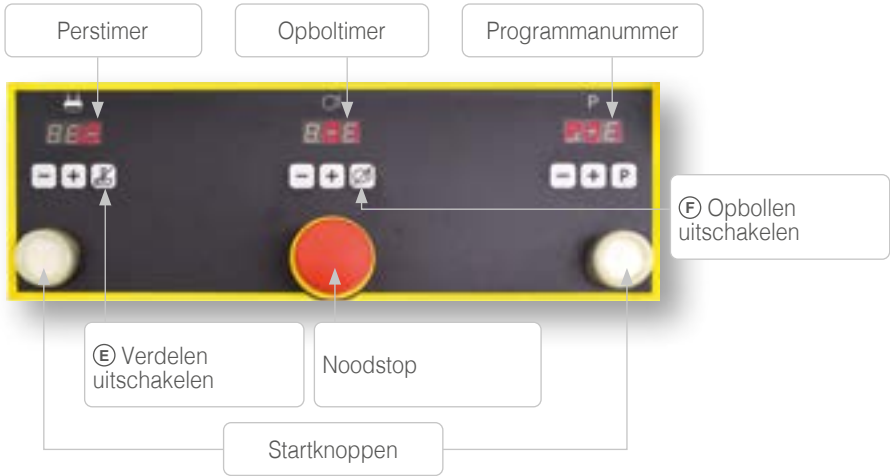 Perstimer
Opboltimer
Programmanummer
P
- + 
- + 
- + P
Ⓕ Opbollen
uitschakelen
Ⓔ Verdelen
uitschakelen
Noodstop
Startknoppen